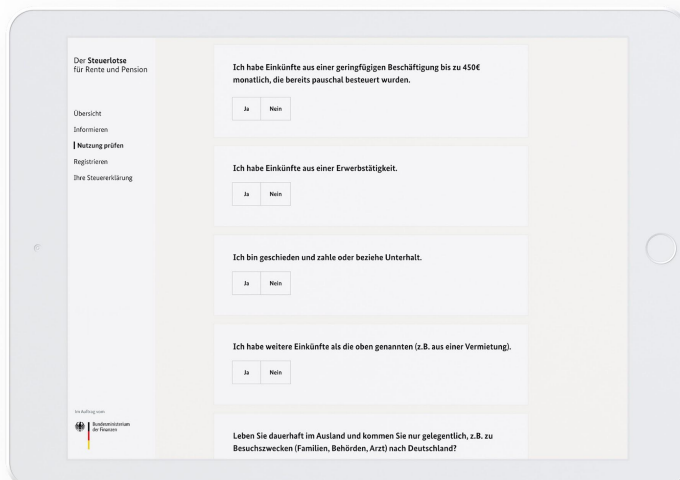 Der Steuerlotse
für Rente und Pension
Übersicht
Informieren
Nutzung prüfen
Registrieren
Ihre Steuererklärung
Im Auftrag vom
Bundesministerium
der Finanzen
Ich habe Einkünfte aus einer geringfügigen Beschäftigung bis zu 450€
monatlich, die bereits pauschal besteuert wurden.
Ja Nein
Ich habe Einkünfte aus einer Erwerbstätigkeit.
Ja Nein
Ich bin geschieden und zahle oder beziehe Unterhalt.
Ja Nein
Ich habe weitere Einkünfte als die oben genannten (z.B. aus einer Vermietung).
Ja Nein
Leben Sie dauerhaft im Ausland und kommen Sie nur gelegentlich, z.B. zu
Besuchszwecken (Familien, Behörden, Arzt) nach Deutschland?